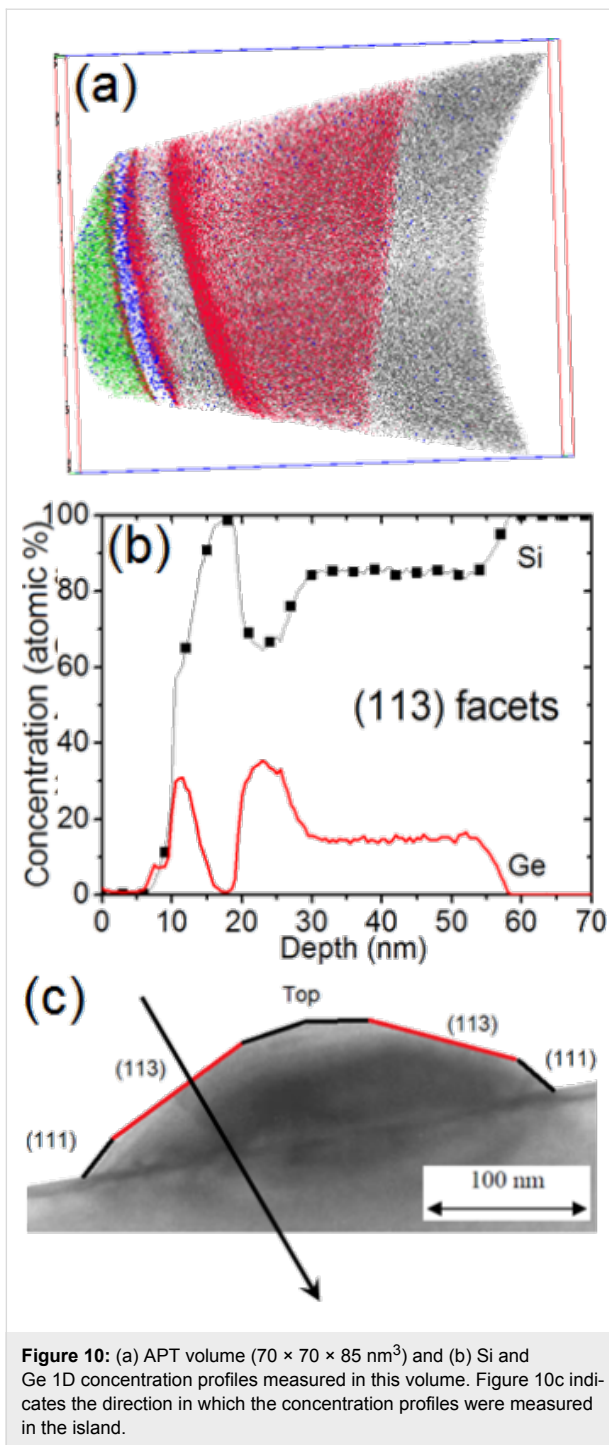 (a)
(b)
Concentration (atomic %)
100
80
60
40
20
0
Si
(113) facets
Ge
0 10 20 30 40 50 60 70
Depth (nm)
(c)
Top
(113)
(113)
(111)
(111)
100 nm
Figure 10: (a) APT volume (70 × 70 × 85 nm³) and (b) Si and
Ge 1D concentration profiles measured in this volume. Figure 10c indi-
cates the direction in which the concentration profiles were measured
in the island.